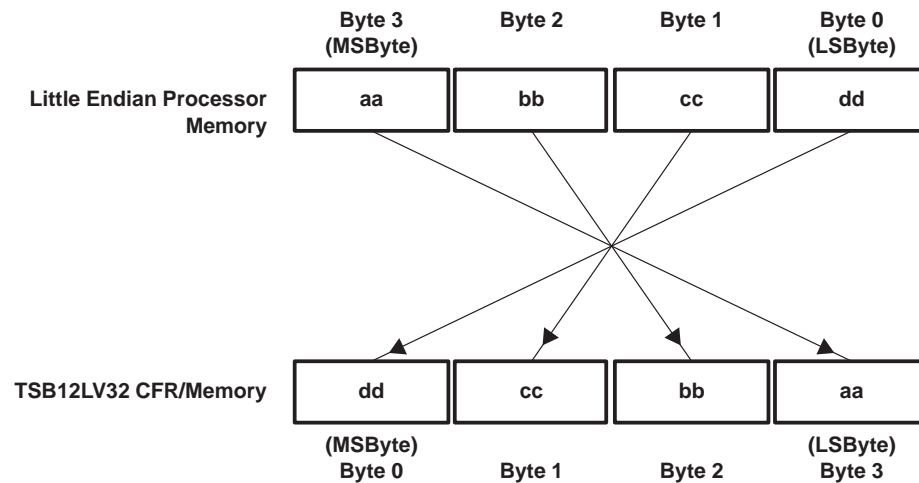 Byte 3 Byte 2 Byte 1 Byte 0
(MSByte) (LSByte)
Little Endian Processor aa bb cc dd
Memory
TSB12LV32 CFR/Memory dd cc bb aa
(MSByte) (LSByte)
Byte 0 Byte 1 Byte 2 Byte 3